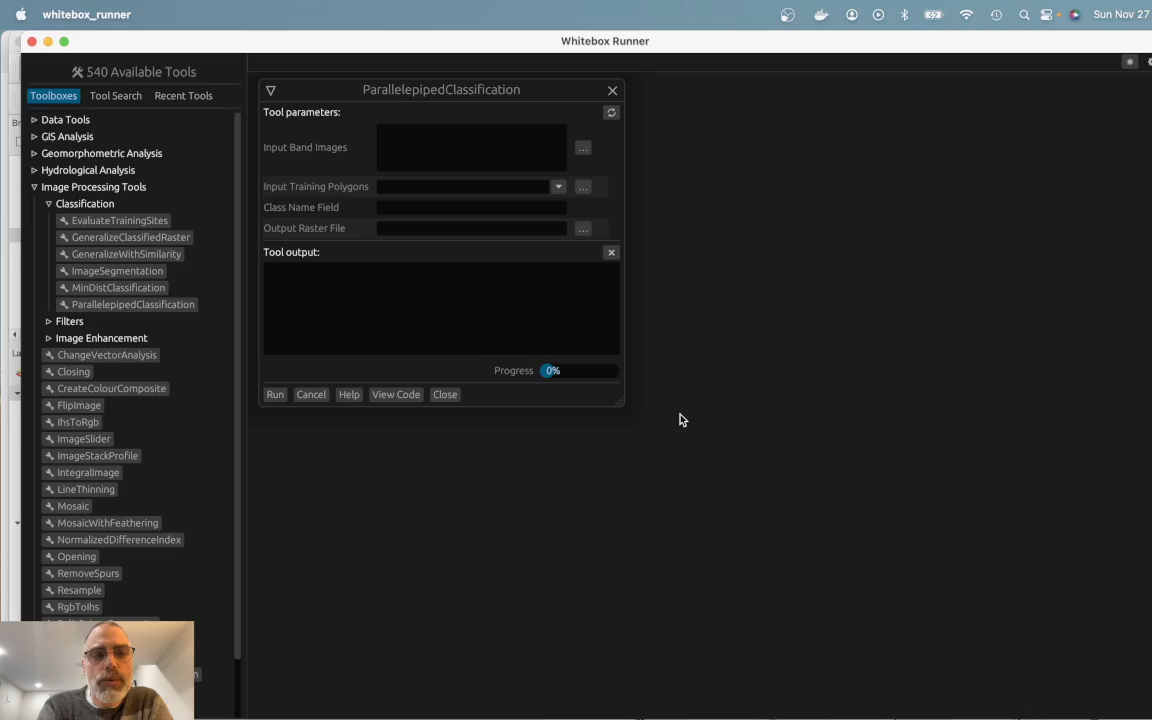 whitebox_runner
Sun Nov 27
Whitebox Runner
540 Available Tools
Toolboxes
Tool Search
Recent Tools
Data Tools
GIS Analysis
Geomorphometric Analysis
Hydrological Analysis
Image Processing Tools
Classification
EvaluateTrainingSites
GeneralizeClassifiedRaster
GeneralizeWithSimilarity
ImageSegmentation
MinDistClassification
ParallelepipedClassification
Filters
Image Enhancement
ChangeVectorAnalysis
Closing
CreateColourComposite
FlipImage
IhsToRgb
ImageSlider
ImageStackProfile
IntegralImage
LineThinning
Mosaic
MosaicWithFeathering
NormalizedDifferenceIndex
Opening
RemoveSpurs
Resample
RgbToIhs
ParallelepipedClassification
Tool parameters:
Input Band Images
...
Input Training Polygons
...
Class Name Field
Output Raster File
...
Tool output:
Progress 0%
Run Cancel Help View Code Close